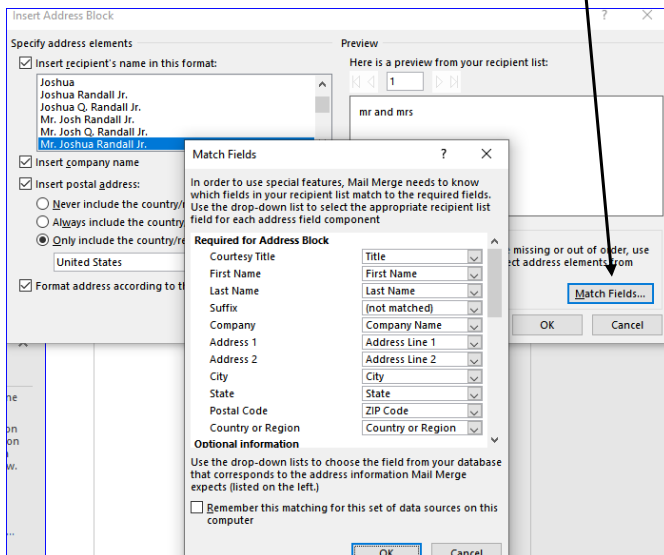 Insert Address Block ? ×
Specify address elements
Insert recipient's name in this format:
Joshua
Joshua Randall Jr.
Joshua Q. Randall Jr.
Mr. Josh Randall Jr.
Mr. Josh Q. Randall Jr.
Mr. Joshua Randall Jr.
Insert company name
Insert postal address:
Never include the country/r
Always include the country
Only include the country/re
United States
Format address according to th
Preview
Here is a preview from your recipient list:
1
mr and mrs
missing or out of order, use
ect address elements from
Match Fields...
OK Cancel
Match Fields ? ×
In order to use special features, Mail Merge needs to know
which fields in your recipient list match to the required fields.
Use the drop-down list to select the appropriate recipient list
field for each address field component
Required for Address Block
Courtesy Title Title
First Name First Name
Last Name Last Name
Suffix (not matched)
Company Company Name
Address 1 Address Line 1
Address 2 Address Line 2
City City
State State
Postal Code ZIP Code
Country or Region Country or Region
Optional information
Use the drop-down lists to choose the field from your database
that corresponds to the address information Mail Merge
expects (listed on the left.)
Remember this matching for this set of data sources on this
computer
OK Cancel
ne
on
on
w.
...